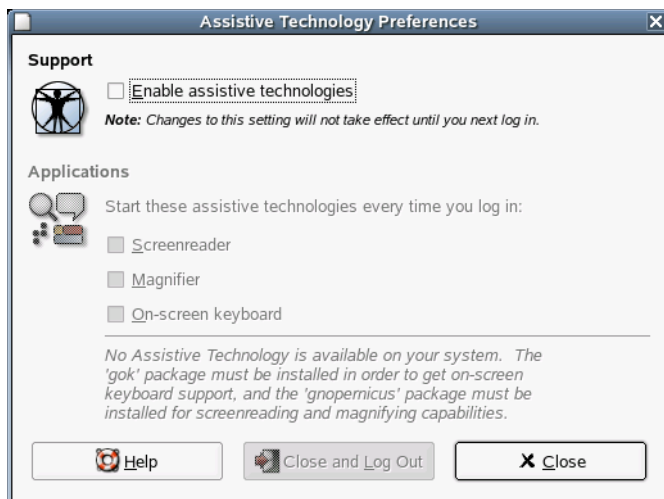 Assistive Technology Preferences
Support
Enable assistive technologies
Note: Changes to this setting will not take effect until you next log in.
Applications
Start these assistive technologies every time you log in:
Screenreader
Magnifier
On-screen keyboard
No Assistive Technology is available on your system. The
'gok' package must be installed in order to get on-screen
keyboard support, and the 'gnopernicus' package must be
installed for screenreading and magnifying capabilities.
Help
Close and Log Out
Close